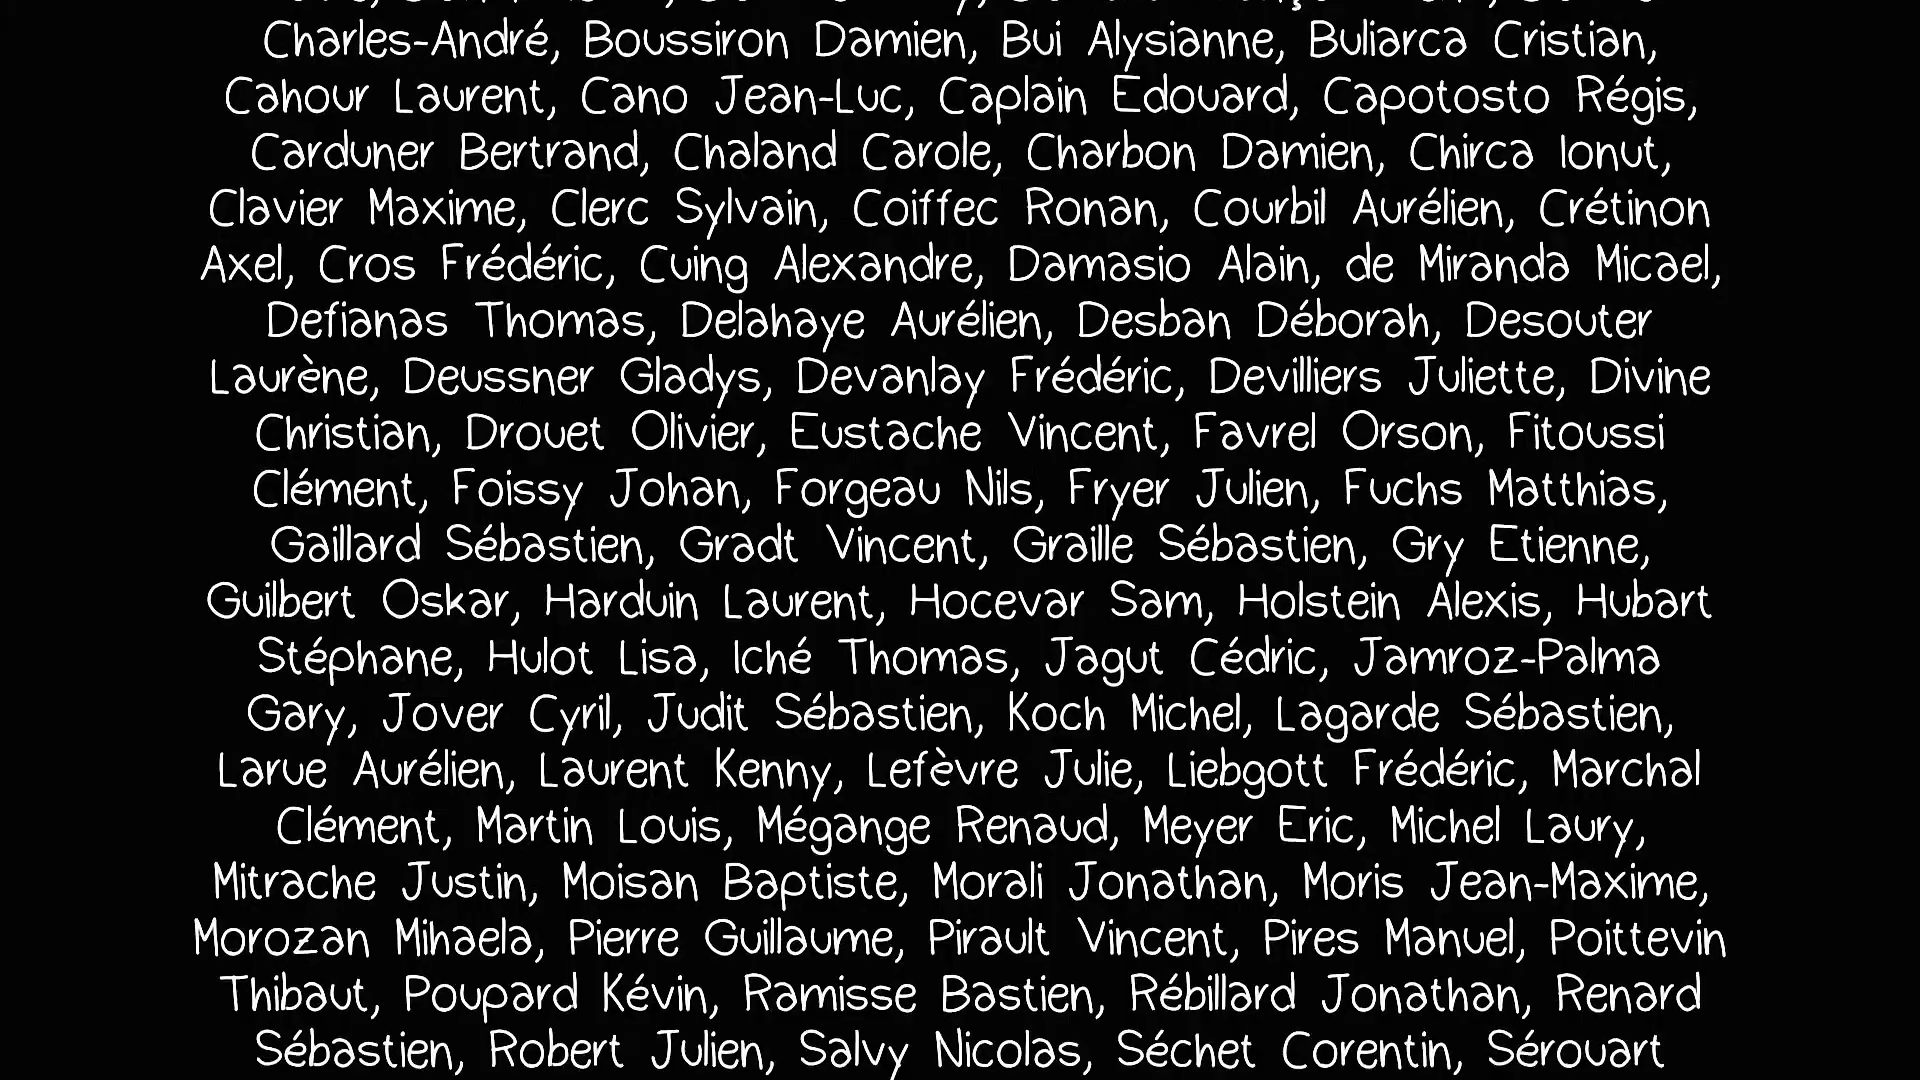 Charles-André, Boussiron Damien, Bui Alysianne, Buliarca Cristian,
Cahour Laurent, Cano Jean-Luc, Caplain Edouard, Capotosto Régis,
Carduner Bertrand, Chaland Carole, Charbon Damien, Chirca Ionut,
Clavier Maxime, Clerc Sylvain, Coiffec Ronan, Courbil Aurélien, Crétinon
Axel, Cros Frédéric, Cuing Alexandre, Damasio Alain, de Miranda Micael,
Defianas Thomas, Delahaye Aurélien, Desban Déborah, Desouter
Laurène, Deussner Gladys, Devanlay Frédéric, Devilliers Juliette, Divine
Christian, Drouet Olivier, Eustache Vincent, Favrel Orson, Fitoussi
Clément, Foissy Johan, Forgeau Nils, Fryer Julien, Fuchs Matthias,
Gaillard Sébastien, Gradt Vincent, Graille Sébastien, Gry Etienne,
Guilbert Oskar, Harduin Laurent, Hocevar Sam, Holstein Alexis, Hubart
Stéphane, Hulot Lisa, Iché Thomas, Jagut Cédric, Jamroz-Palma
Gary, Jover Cyril, Judit Sébastien, Koch Michel, Lagarde Sébastien,
Larue Aurélien, Laurent Kenny, Lefèvre Julie, Liebgott Frédéric, Marchal
Clément, Martin Louis, Mégange Renaud, Meyer Eric, Michel Laury,
Mitrache Justin, Moisan Baptiste, Morali Jonathan, Moris Jean-Maxime,
Morozan Mihaela, Pierre Guillaume, Pirault Vincent, Pires Manuel, Poittevin
Thibaut, Poupard Kévin, Ramisse Bastien, Rébillard Jonathan, Renard
Sébastien, Robert Julien, Salvy Nicolas, Séchet Corentin, Sérouart